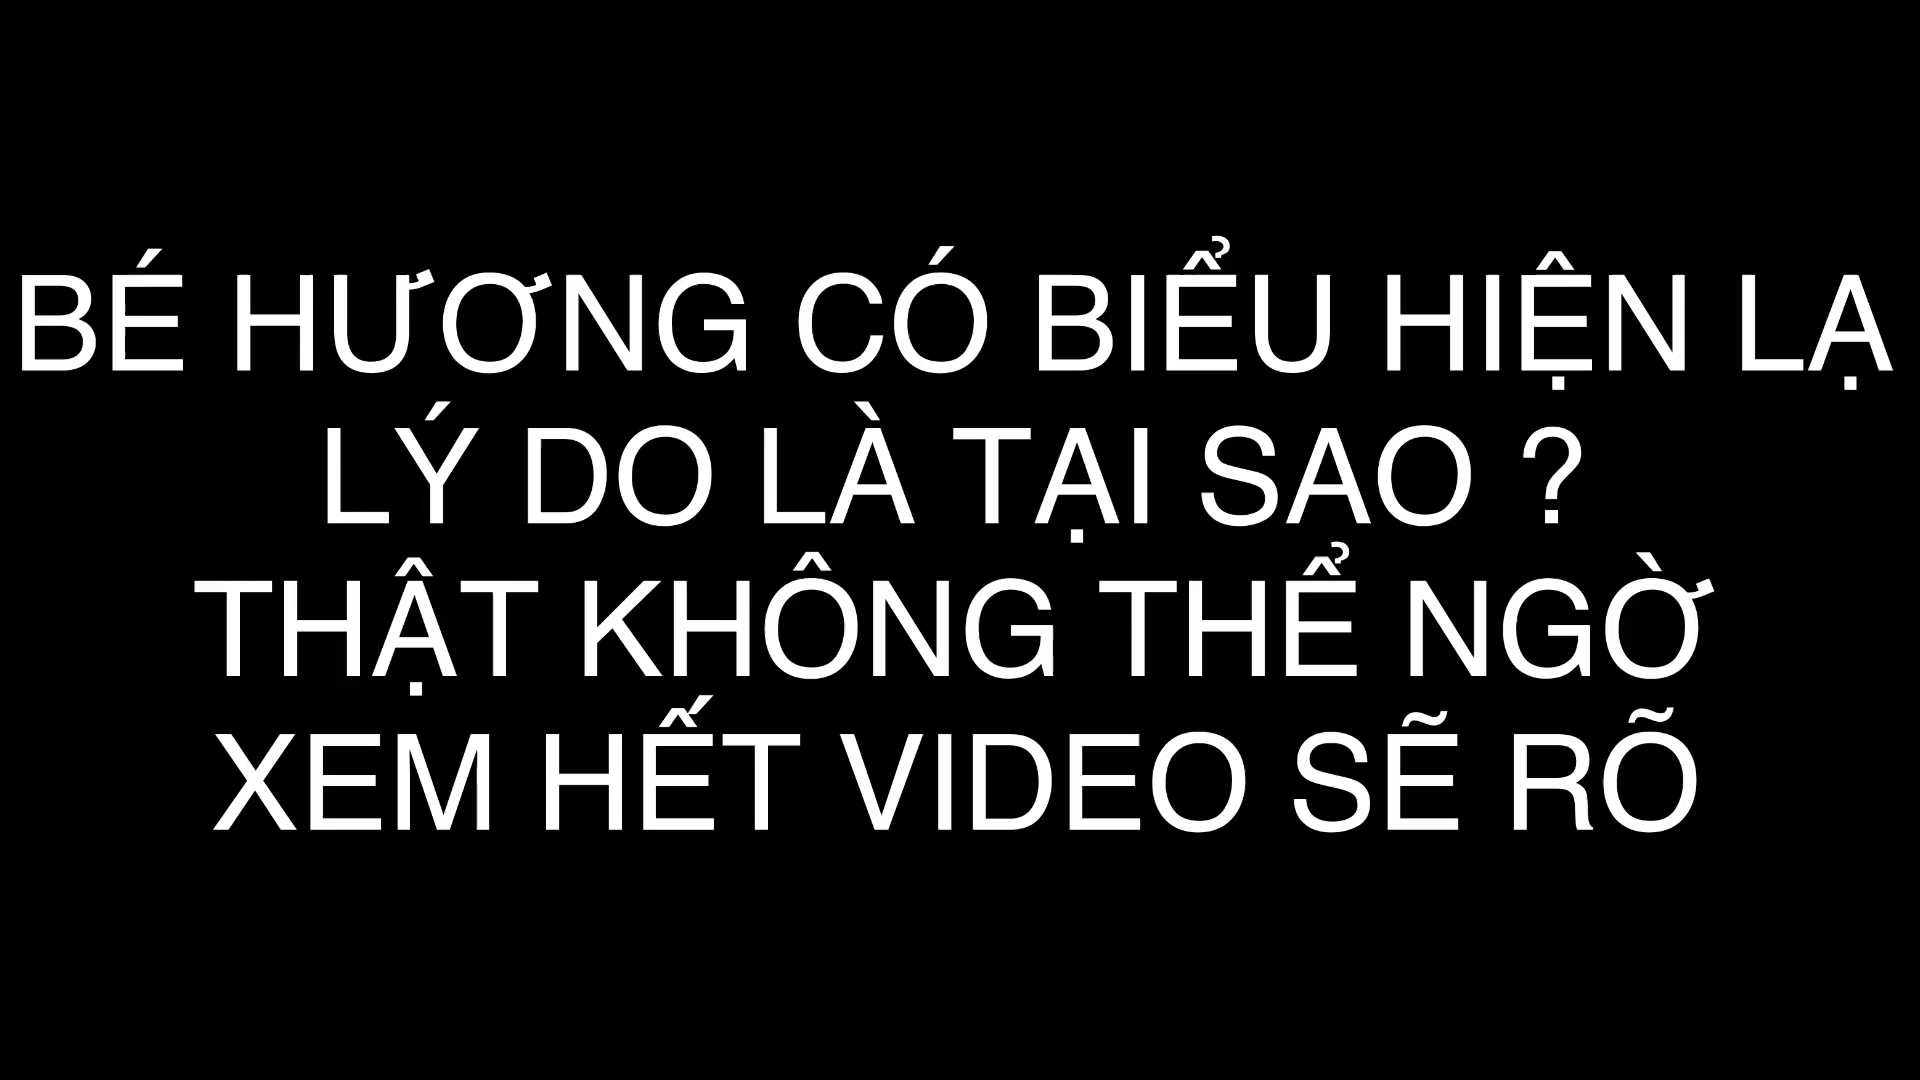 BÉ HƯƠNG CÓ BIỂU HIỆN LẠ
LÝ DO LÀ TẠI SAO ?
THẬT KHÔNG THỂ NGỜ
XEM HẾT VIDEO SẼ RÕ